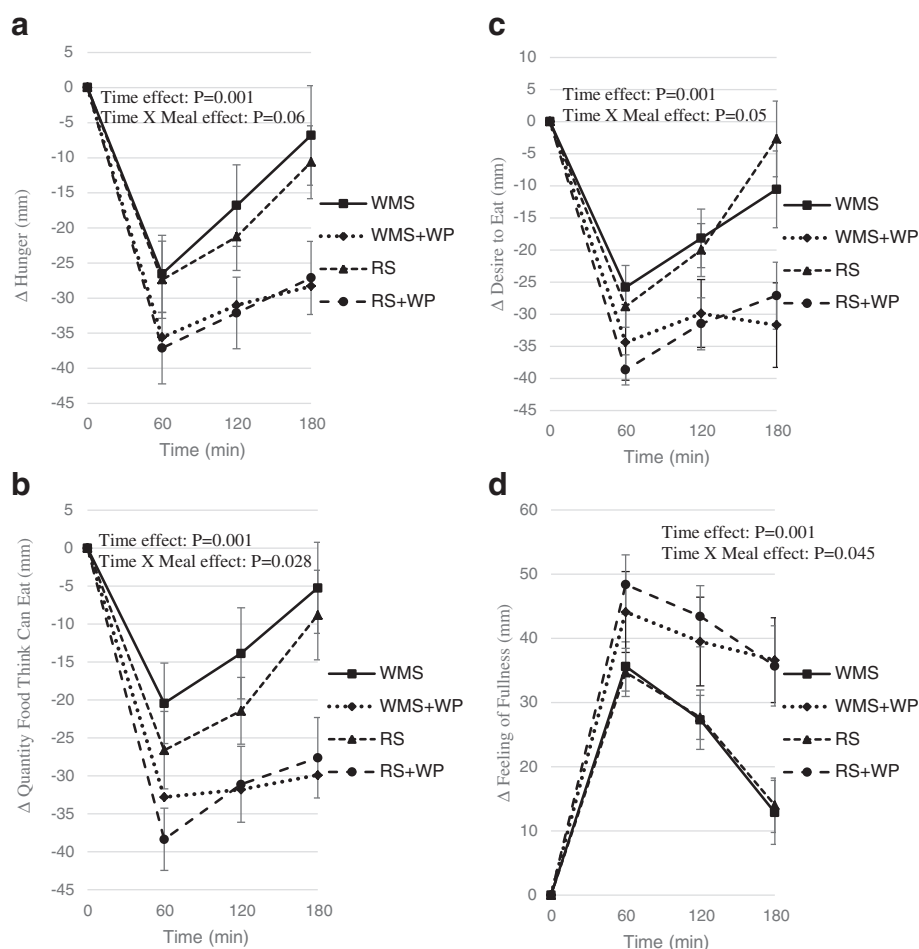 a
5
0
-5
-10
-15
-20
-25
-30
-35
-40
-45
Δ Hunger (mm)
Time effect: P=0.001
Time X Meal effect: P=0.06
WMS
WMS+WP
RS
RS+WP
0 60 120 180
Time (min)
c
10
5
0
-5
-10
-15
-20
-25
-30
-35
-40
-45
Δ Desire to Eat (mm)
Time effect: P=0.001
Time X Meal effect: P=0.05
WMS
WMS+WP
RS
RS+WP
0 60 120 180
Time (min)
b
5
0
-5
-10
-15
-20
-25
-30
-35
-40
-45
Δ Quantity Food Think Can Eat (mm)
Time effect: P=0.001
Time X Meal effect: P=0.028
WMS
WMS+WP
RS
RS+WP
0 60 120 180
Time (min)
d
60
50
40
30
20
10
0
Δ Feeling of Fullness (mm)
Time effect: P=0.001
Time X Meal effect: P=0.045
WMS
WMS+WP
RS
RS+WP
0 60 120 180
Time (min)